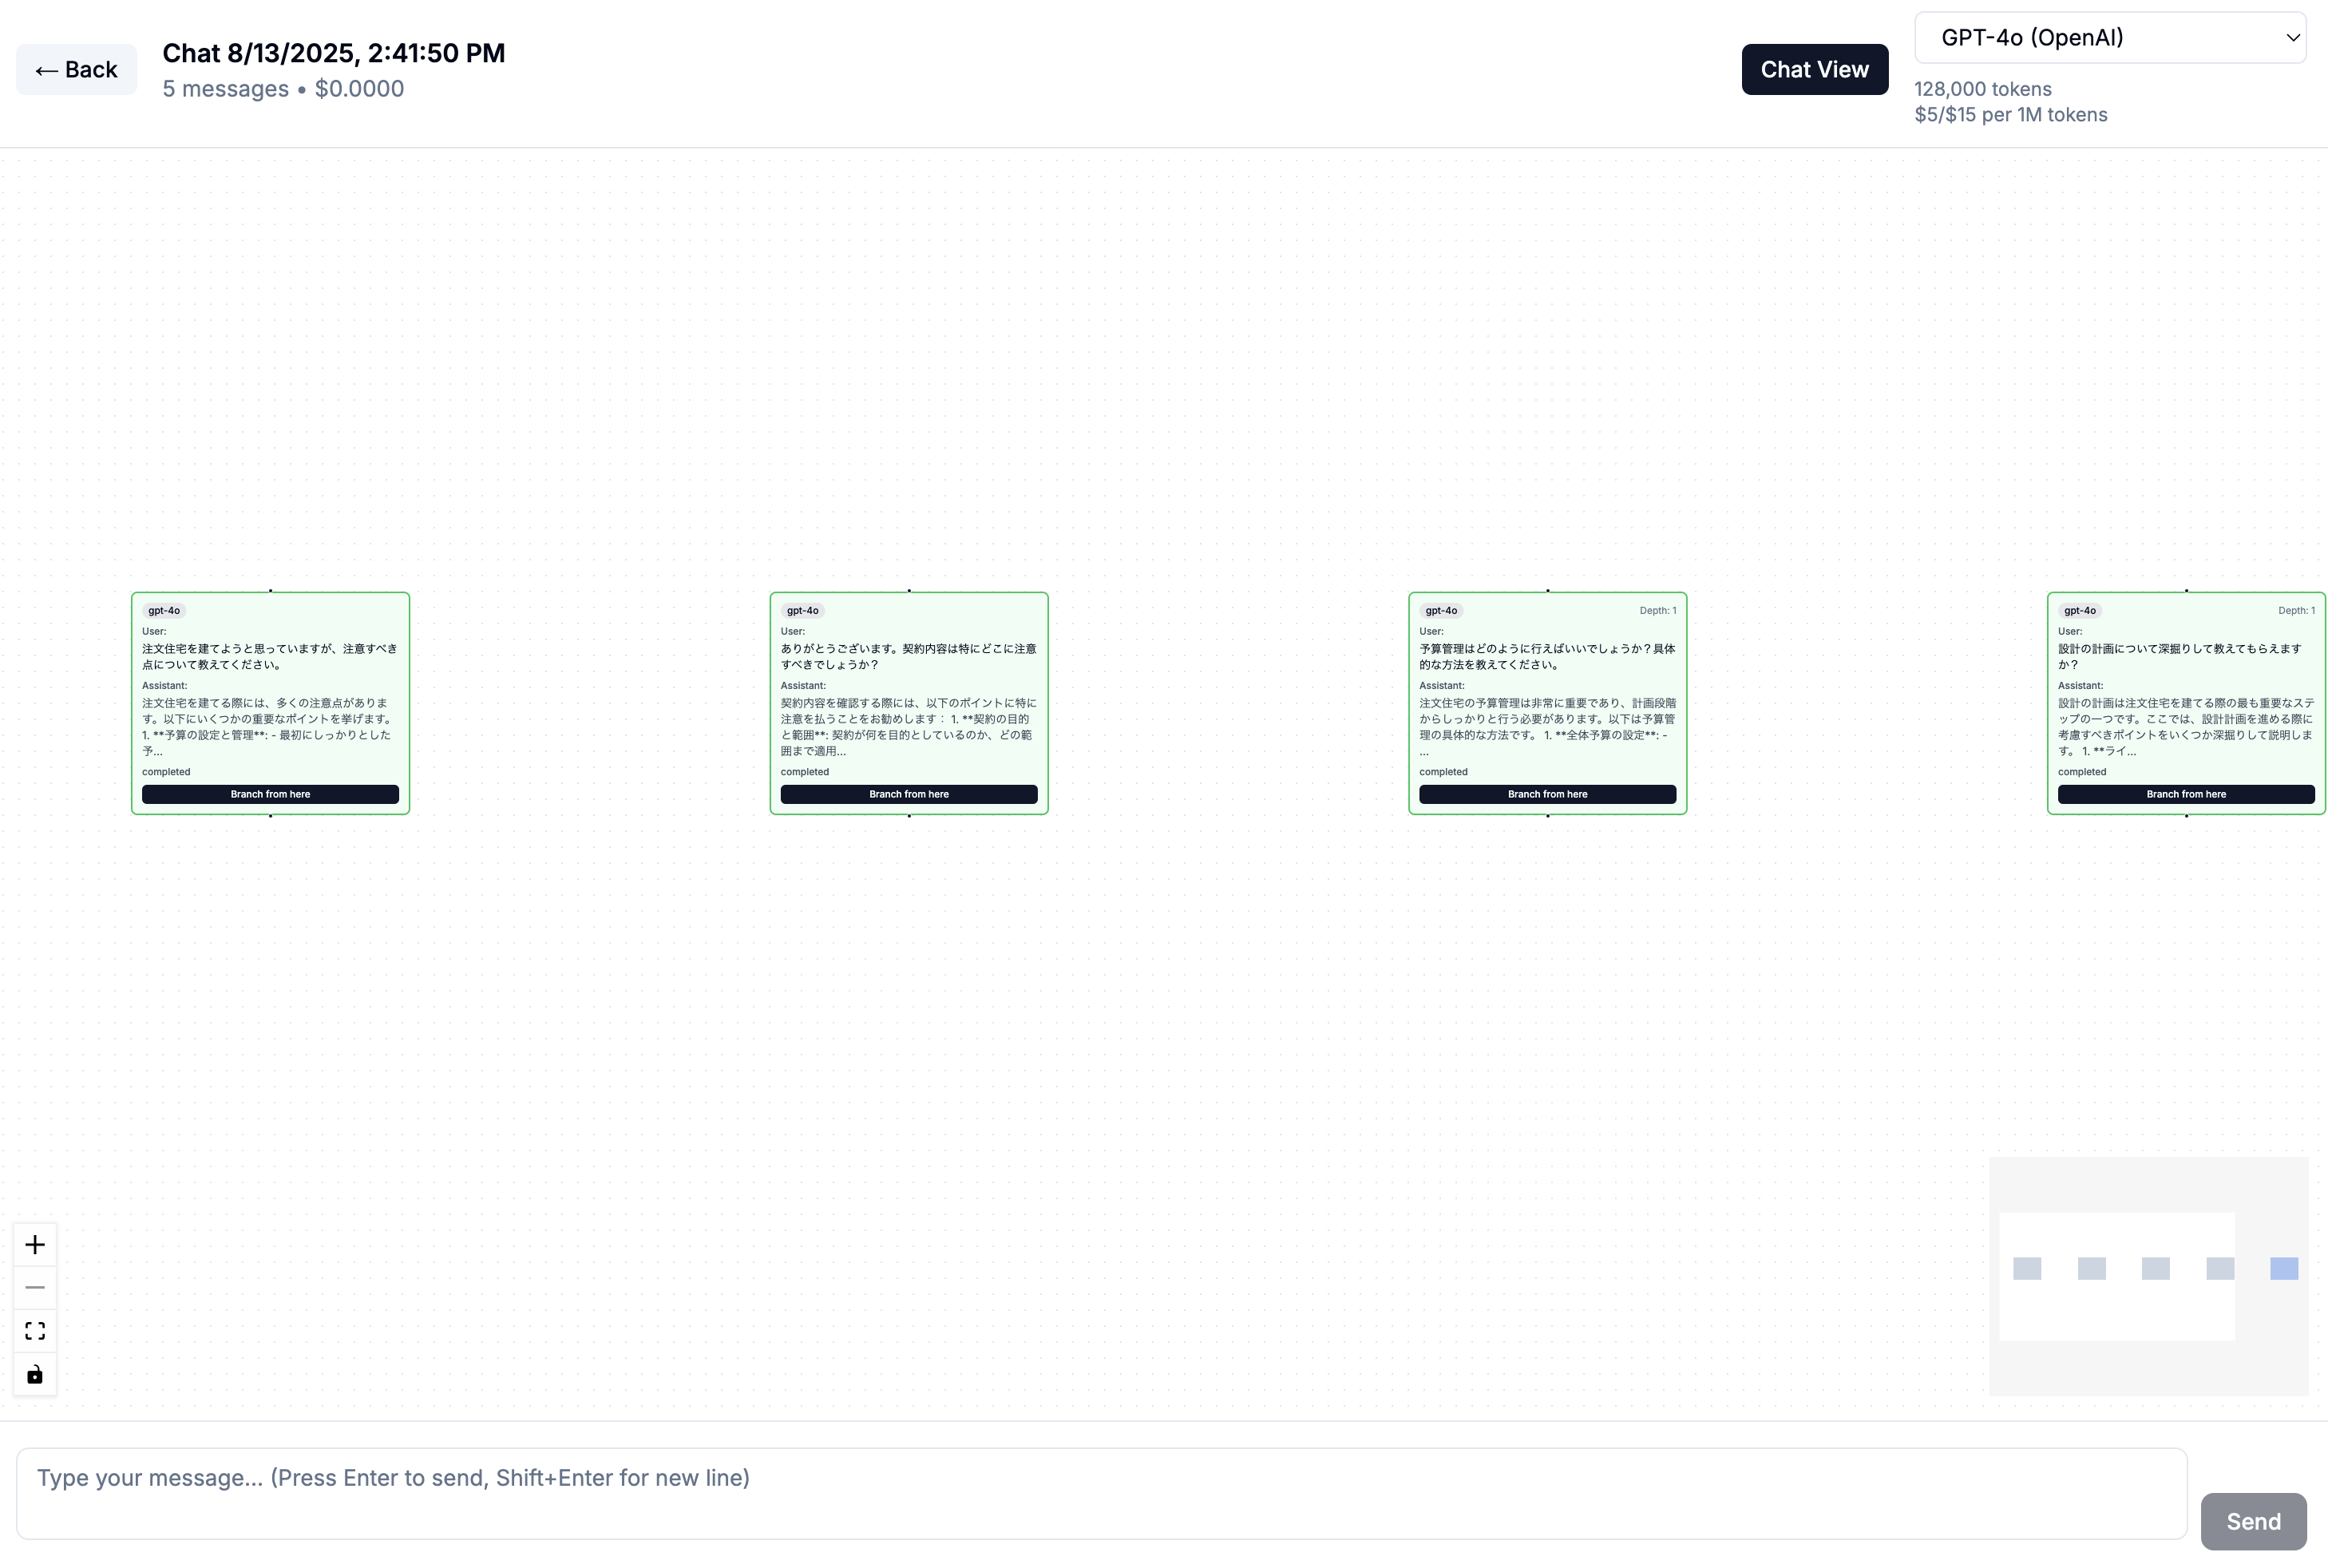 ← Back
Chat 8/13/2025, 2:41:50 PM
5 messages • $0.0000
Chat View
GPT-4o (OpenAI)
128,000 tokens
$5/$15 per 1M tokens
gpt-4o
User:
注文住宅を建てようと思っていますが、注意すべき
点について教えてください。
Assistant:
注文住宅を建てる際には、多くの注意点がありま
す。以下にいくつかの重要なポイントを挙げます。
1. **予算の設定と管理**: - 最初にしっかりとした
予...
completed
Branch from here
gpt-4o
User:
ありがとうございます。契約内容は特にどこに注意
すべきでしょうか？
Assistant:
契約内容を確認する際には、以下のポイントに特に
注意を払うことをお勧めします： 1. **契約の目的
と範囲**: 契約が何を目的としているのか、どの範
囲まで適用...
completed
Branch from here
gpt-4o
Depth: 1
User:
予算管理はどのように行えばいいでしょうか？具体
的な方法を教えてください。
Assistant:
注文住宅の予算管理は非常に重要であり、計画段階
からしっかりと行う必要があります。以下は予算管
理の具体的な方法です。 1. **全体予算の設定**: -
...
completed
Branch from here
gpt-4o
Depth: 1
User:
設計の計画について深掘りして教えてもらえます
か？
Assistant:
設計の計画は注文住宅を建てる際の最も重要なステ
ップの一つです。ここでは、設計計画を進める際に
考慮すべきポイントをいくつか深掘りして説明しま
す。 1. **ライ...
completed
Branch from here
Type your message... (Press Enter to send, Shift+Enter for new line)
Send